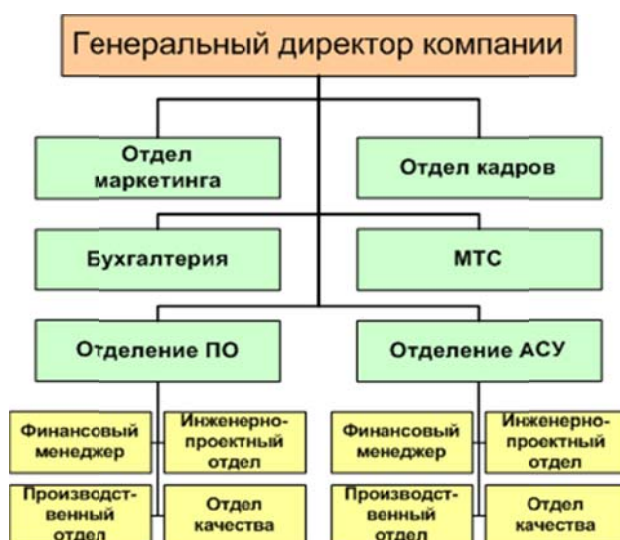 Генеральный директор компании
Отдел
маркетинга
Отдел кадров
Бухгалтерия
МТС
Отделение ПО
Отделение АСУ
Финансовый
менеджер
Инженерно-
проектный
отдел
Финансовый
менеджер
Инженерно-
проектный
отдел
Производст-
венный
отдел
Отдел
качества
Производст-
венный
отдел
Отдел
качества